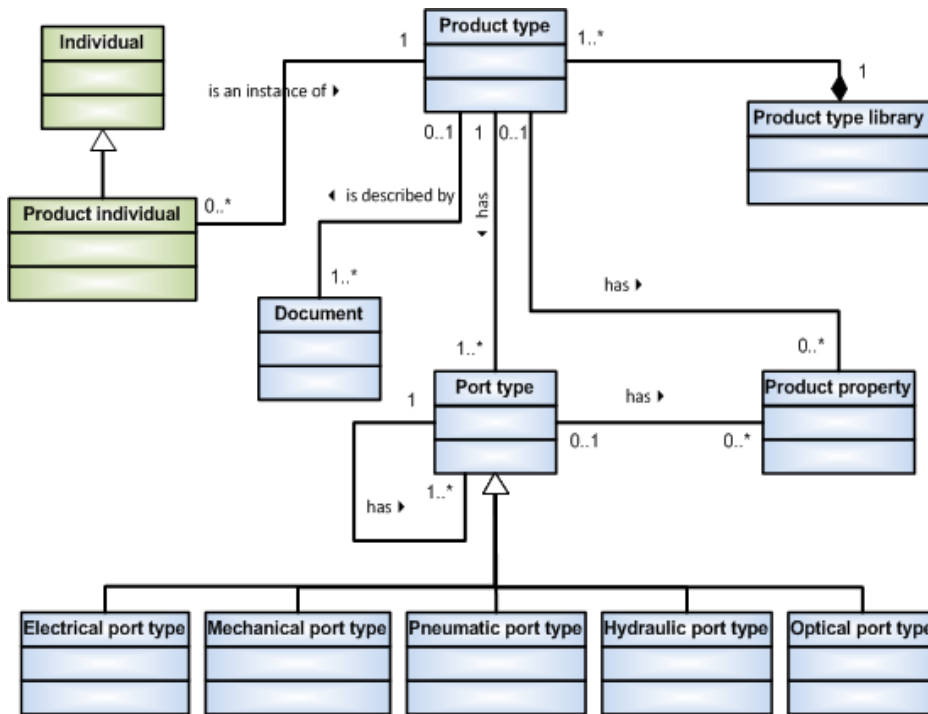 Individual
Product type
1
1..*
1
is an instance of
Product type library
0..1
1
0..1
Product individual
0..*
is described by
has
1..*
has
Document
1..*
0..*
1
Port type
has
Product property
0..1
0..*
1..*
has
Electrical port type
Mechanical port type
Pneumatic port type
Hydraulic port type
Optical port type